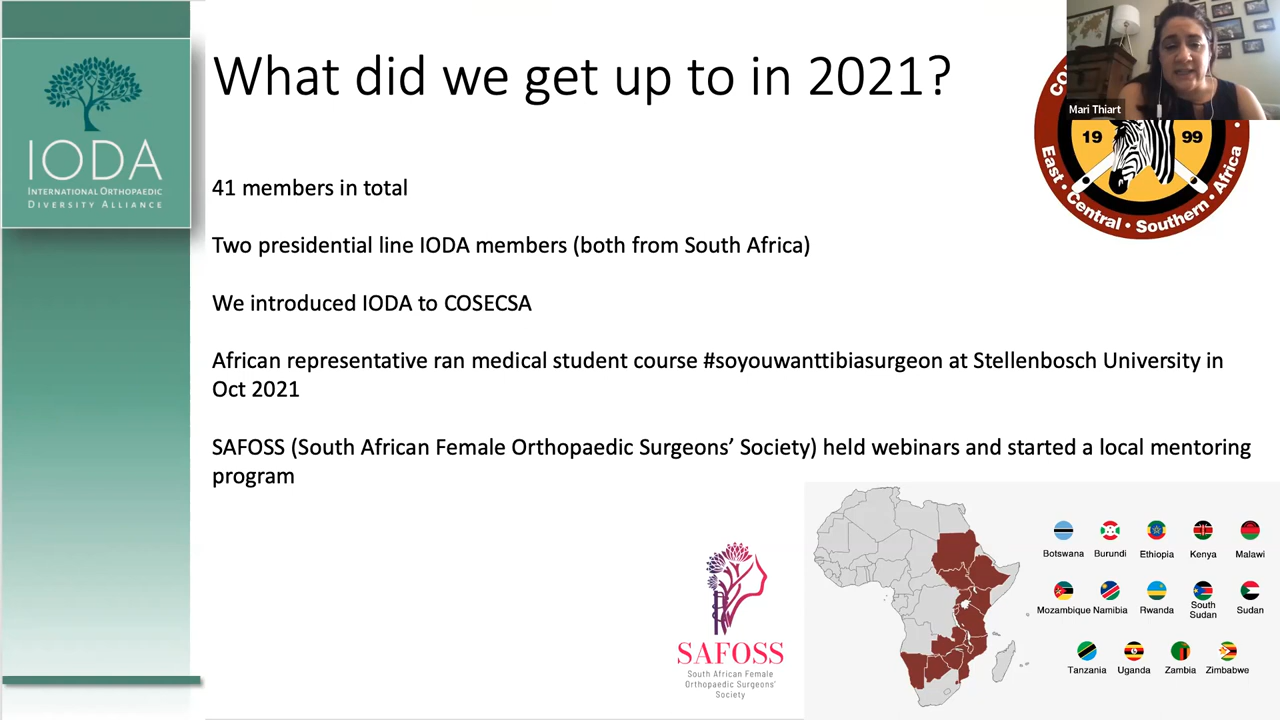 What did we get up to in 2021?
IODA
INTERNATIONAL ORTHOPAEDIC
DIVERSITY ALLIANCE
Mari Thiart
CO
19 99
East • Central • Southern • Africa
41 members in total
Two presidential line IODA members (both from South Africa)
We introduced IODA to COSECSA
African representative ran medical student course #soyouwanttibiasurgeon at Stellenbosch University in
Oct 2021
SAFOSS (South African Female Orthopaedic Surgeons’ Society) held webinars and started a local mentoring
program
SAFOSS
South African Female
Orthopaedic Surgeons'
Society
Botswana Burundi Ethiopia Kenya Malawi
Mozambique Namibia Rwanda South Sudan Sudan
Tanzania Uganda Zambia Zimbabwe